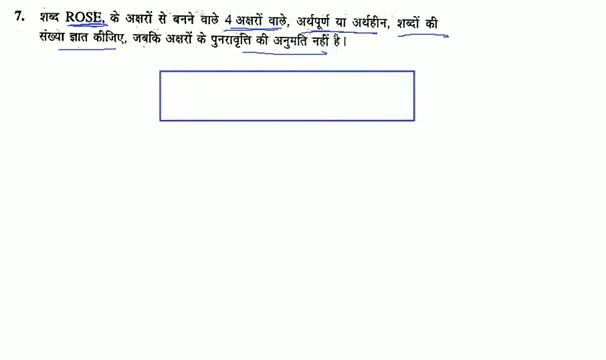 7. शब्द ROSE, के अक्षरों से बनने वाले 4 अक्षरों वाले, अर्थपूर्ण या अर्थहीन, शब्दों की
संख्या ज्ञात कीजिए, जबकि अक्षरों के पुनरावृत्ति की अनुमति नहीं है।